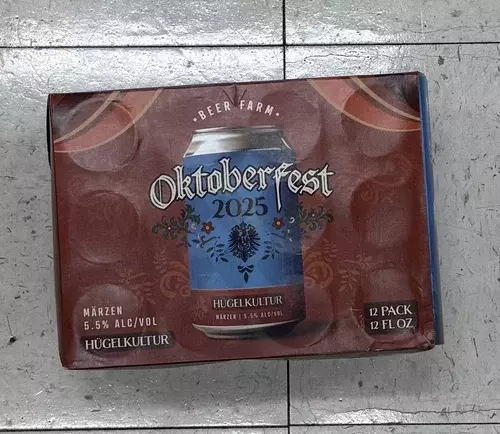 • BEER FARM •
Oktoberfest
2025
HÜGELKULTUR
MÄRZEN | 5.5% ALC/VOL
MÄRZEN
5.5% ALC/VOL
HÜGELKULTUR
12 PACK
12 FL OZ